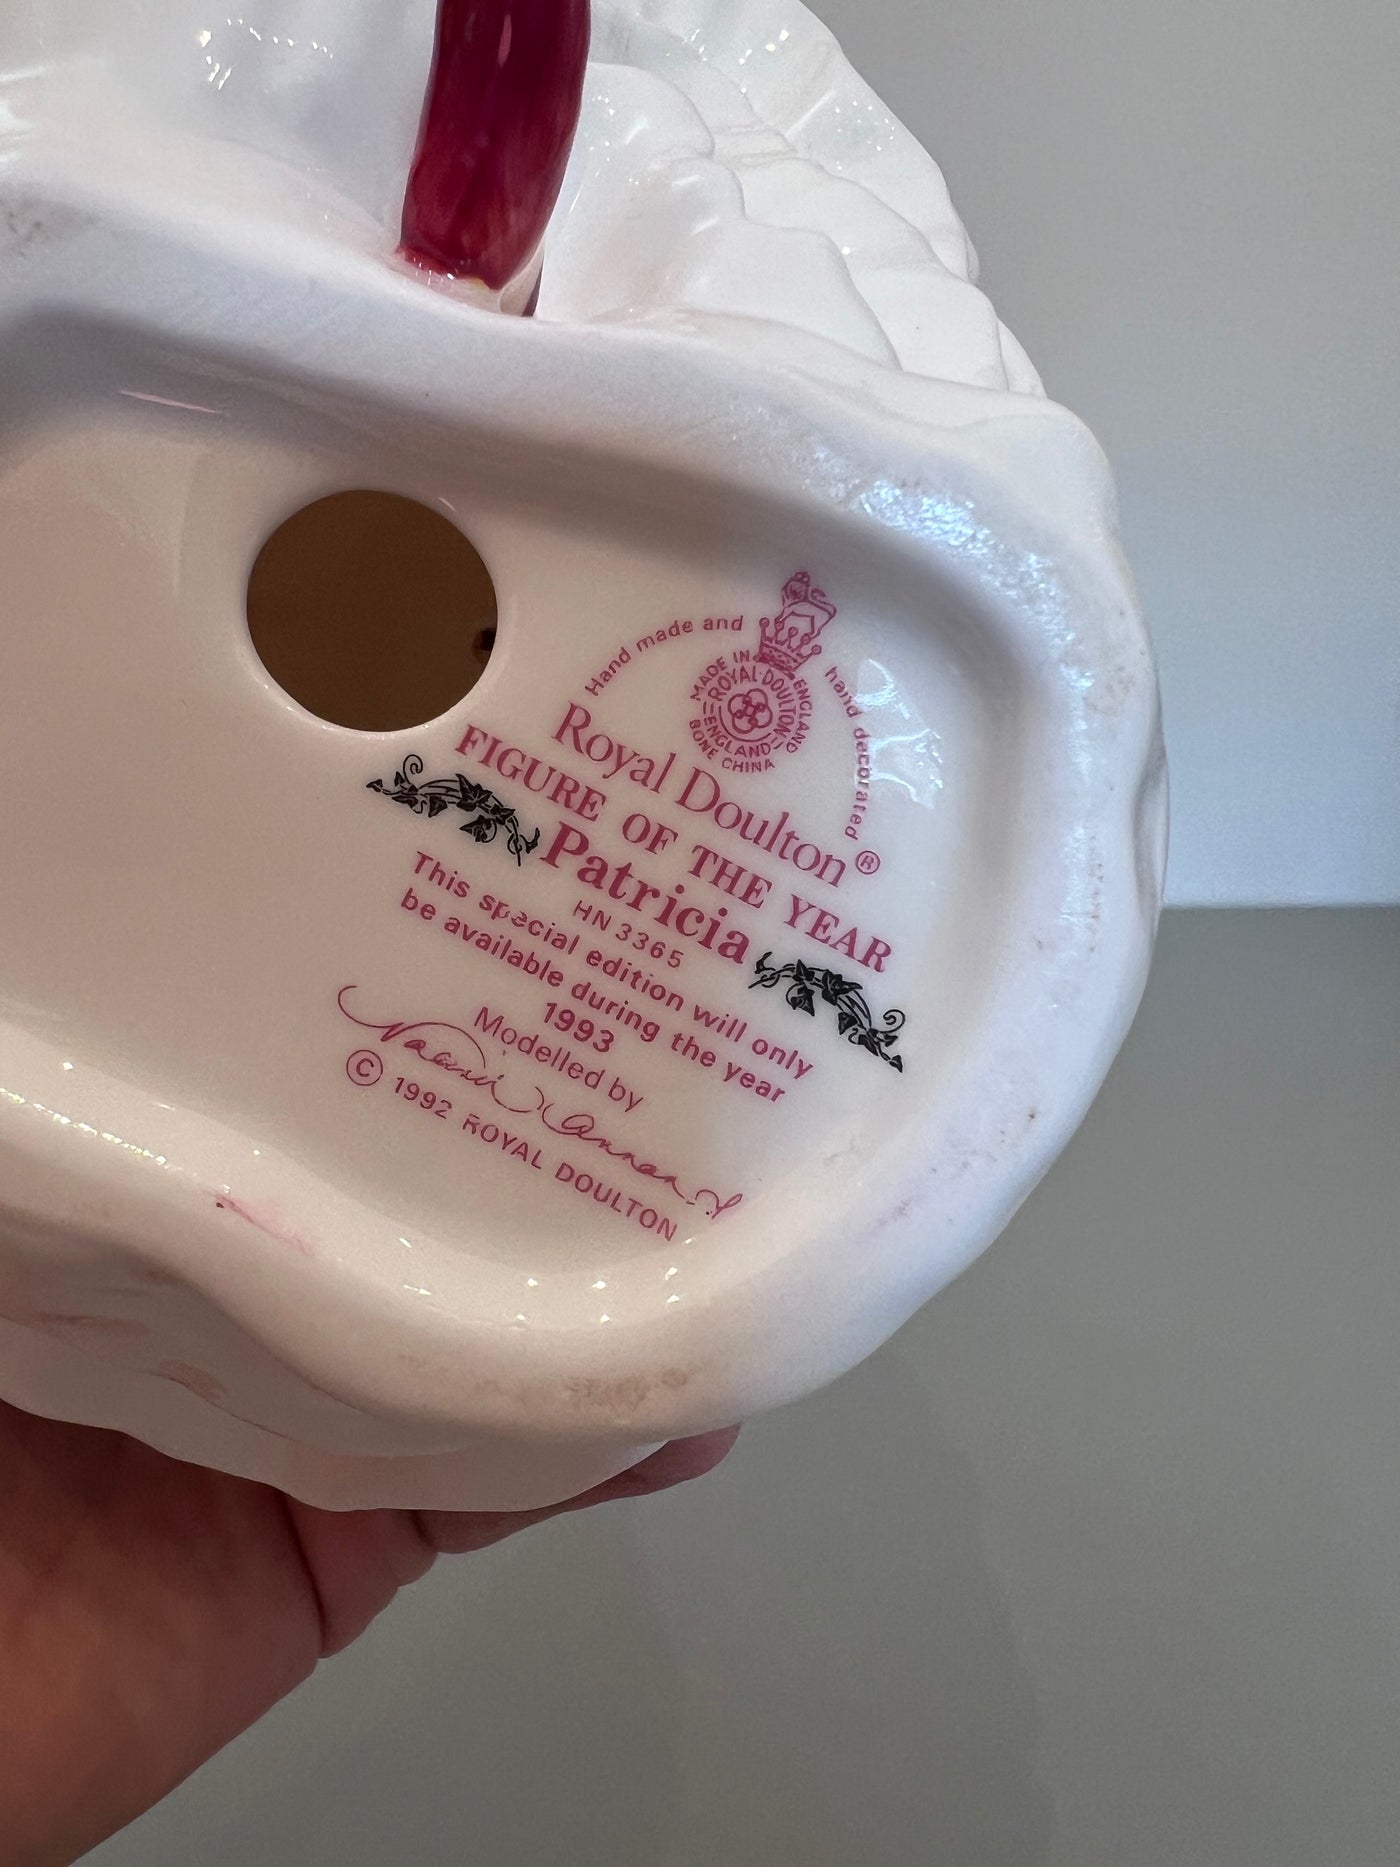 Hand made and hand decorated
MADE IN ENGLAND
ROYAL·DOULTON
ENGLAND
BONE CHINA
Royal Doulton®
FIGURE OF THE YEAR
Patricia
HN 3365
This special edition will only
be available during the year
1993
Modelled by
Valerie Annand
© 1992 ROYAL DOULTON